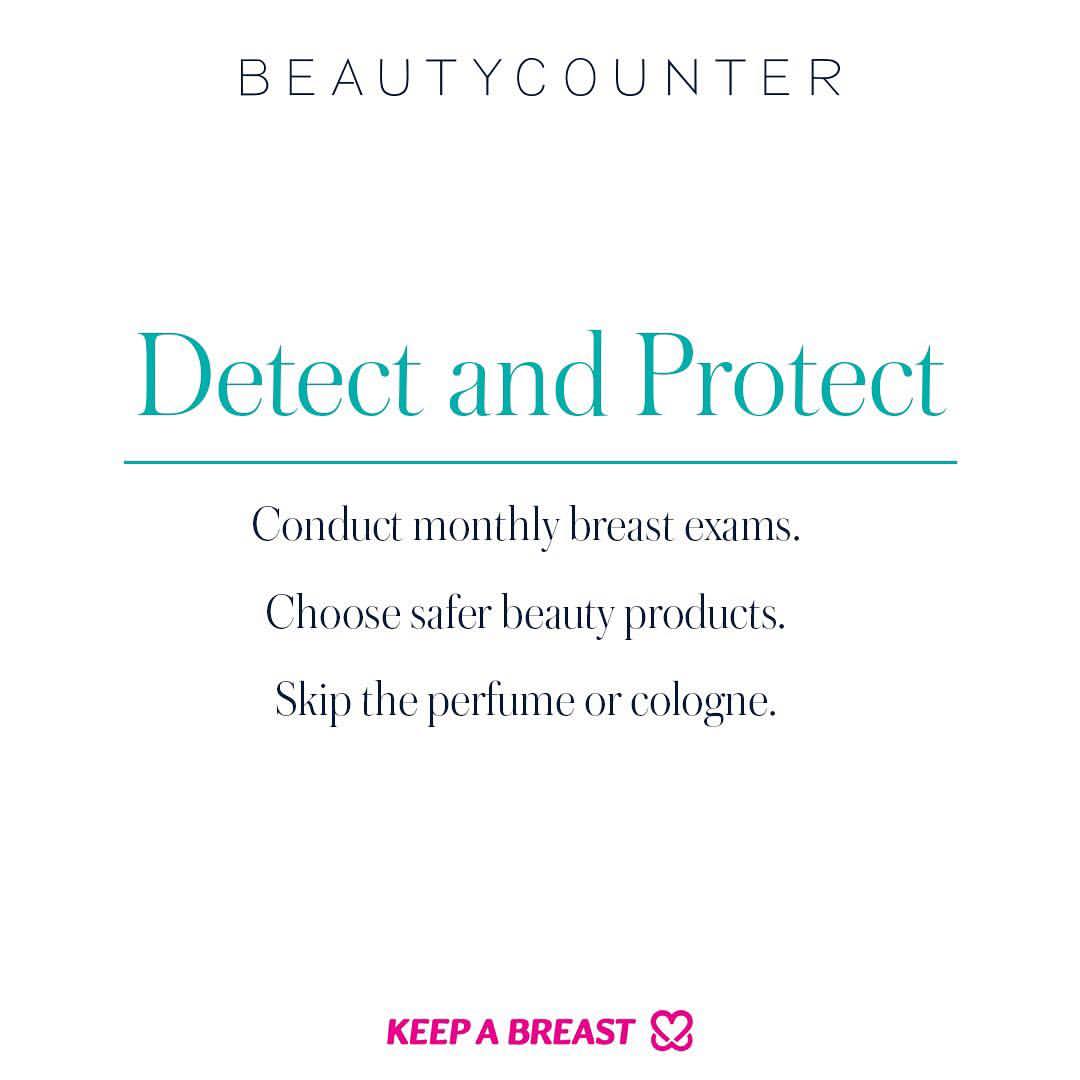 BEAUTYCOUNTER
Detect and Protect
Conduct monthly breast exams.
Choose safer beauty products.
Skip the perfume or cologne.
KEEP A BREAST